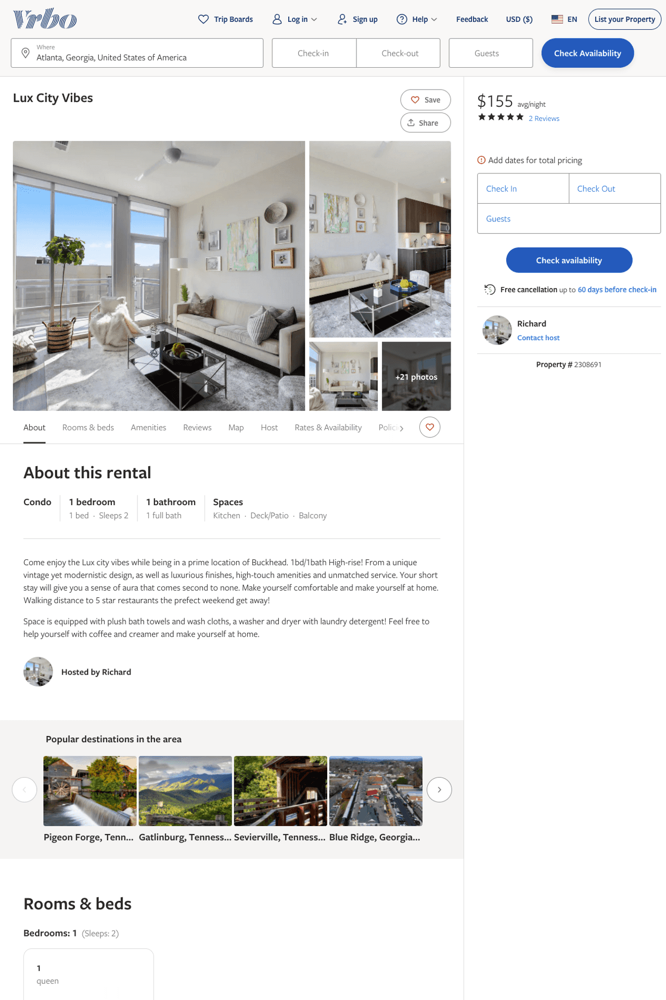 Vrbo
Trip Boards
Log in
Sign up
Help
Feedback
USD ($)
EN
List your Property
Where
Atlanta, Georgia, United States of America
Check-in
Check-out
Guests
Check Availability
Lux City Vibes
Save
Share
+21 photos
$155 avg/night
2 Reviews
Add dates for total pricing
Check In
Check Out
Guests
Check availability
Free cancellation up to 60 days before check-in
Richard
Contact host
Property # 2308691
About
Rooms & beds
Amenities
Reviews
Map
Host
Rates & Availability
About this rental
Condo
1 bedroom
1 bed · Sleeps 2
1 bathroom
1 full bath
Spaces
Kitchen · Deck/Patio · Balcony
Come enjoy the Lux city vibes while being in a prime location of Buckhead. 1bd/1bath High-rise! From a unique
vintage yet modernistic design, as well as luxurious finishes, high-touch amenities and unmatched service. Your short
stay will give you a sense of aura that comes second to none. Make yourself comfortable and make yourself at home.
Walking distance to 5 star restaurants the prefect weekend get away!
Space is equipped with plush bath towels and wash cloths, a washer and dryer with laundry detergent! Feel free to
help yourself with coffee and creamer and make yourself at home.
Hosted by Richard
Popular destinations in the area
Pigeon Forge, Tenn...
Gatlinburg, Tenness...
Sevierville, Tenness...
Blue Ridge, Georgia...
Rooms & beds
Bedrooms: 1 (Sleeps: 2)
1
queen